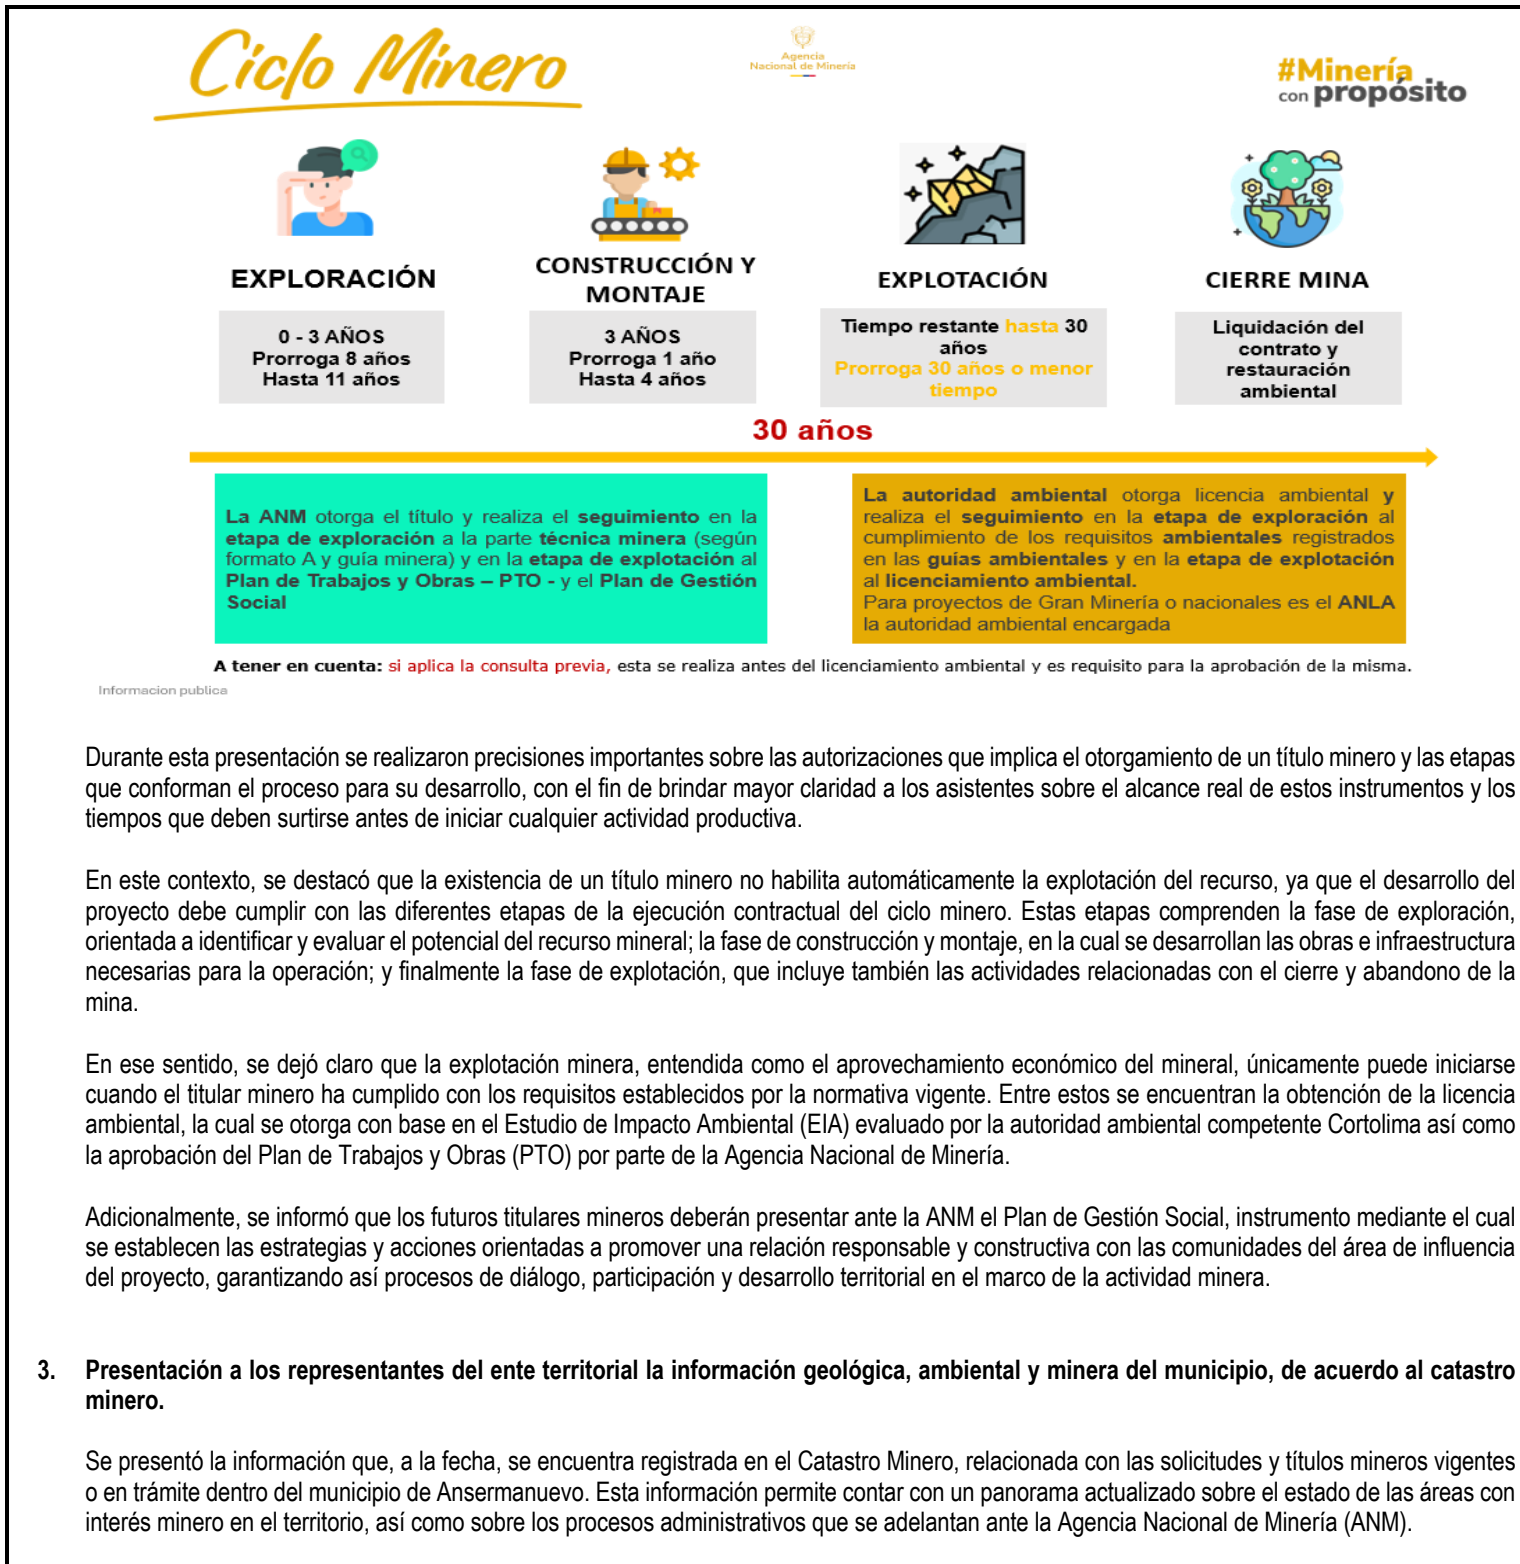 Ciclo Minero
Agencia
Nacional de Minería
#Minería
con propósito
EXPLORACIÓN
0 - 3 AÑOS
Prorroga 8 años
Hasta 11 años
CONSTRUCCIÓN Y
MONTAJE
3 AÑOS
Prorroga 1 año
Hasta 4 años
EXPLOTACIÓN
Tiempo restante hasta 30
años
Prorroga 30 años o menor
tiempo
CIERRE MINA
Liquidación del
contrato y
restauración
ambiental
30 años
La ANM otorga el título y realiza el seguimiento en la
etapa de exploración a la parte técnica minera (según
formato A y guía minera) y en la etapa de explotación al
Plan de Trabajos y Obras – PTO - y el Plan de Gestión
Social
La autoridad ambiental otorga licencia ambiental y
realiza el seguimiento en la etapa de exploración al
cumplimiento de los requisitos ambientales registrados
en las guías ambientales y en la etapa de explotación
al licenciamiento ambiental.
Para proyectos de Gran Minería o nacionales es el ANLA
la autoridad ambiental encargada
A tener en cuenta: si aplica la consulta previa, esta se realiza antes del licenciamiento ambiental y es requisito para la aprobación de la misma.
Informacion publica
Durante esta presentación se realizaron precisiones importantes sobre las autorizaciones que implica el otorgamiento de un título minero y las etapas
que conforman el proceso para su desarrollo, con el fin de brindar mayor claridad a los asistentes sobre el alcance real de estos instrumentos y los
tiempos que deben surtirse antes de iniciar cualquier actividad productiva.
En este contexto, se destacó que la existencia de un título minero no habilita automáticamente la explotación del recurso, ya que el desarrollo del
proyecto debe cumplir con las diferentes etapas de la ejecución contractual del ciclo minero. Estas etapas comprenden la fase de exploración,
orientada a identificar y evaluar el potencial del recurso mineral; la fase de construcción y montaje, en la cual se desarrollan las obras e infraestructura
necesarias para la operación; y finalmente la fase de explotación, que incluye también las actividades relacionadas con el cierre y abandono de la
mina.
En ese sentido, se dejó claro que la explotación minera, entendida como el aprovechamiento económico del mineral, únicamente puede iniciarse
cuando el titular minero ha cumplido con los requisitos establecidos por la normativa vigente. Entre estos se encuentran la obtención de la licencia
ambiental, la cual se otorga con base en el Estudio de Impacto Ambiental (EIA) evaluado por la autoridad ambiental competente Cortolima así como
la aprobación del Plan de Trabajos y Obras (PTO) por parte de la Agencia Nacional de Minería.
Adicionalmente, se informó que los futuros titulares mineros deberán presentar ante la ANM el Plan de Gestión Social, instrumento mediante el cual
se establecen las estrategias y acciones orientadas a promover una relación responsable y constructiva con las comunidades del área de influencia
del proyecto, garantizando así procesos de diálogo, participación y desarrollo territorial en el marco de la actividad minera.
3. Presentación a los representantes del ente territorial la información geológica, ambiental y minera del municipio, de acuerdo al catastro
minero.
Se presentó la información que, a la fecha, se encuentra registrada en el Catastro Minero, relacionada con las solicitudes y títulos mineros vigentes
o en trámite dentro del municipio de Ansermanuevo. Esta información permite contar con un panorama actualizado sobre el estado de las áreas con
interés minero en el territorio, así como sobre los procesos administrativos que se adelantan ante la Agencia Nacional de Minería (ANM).